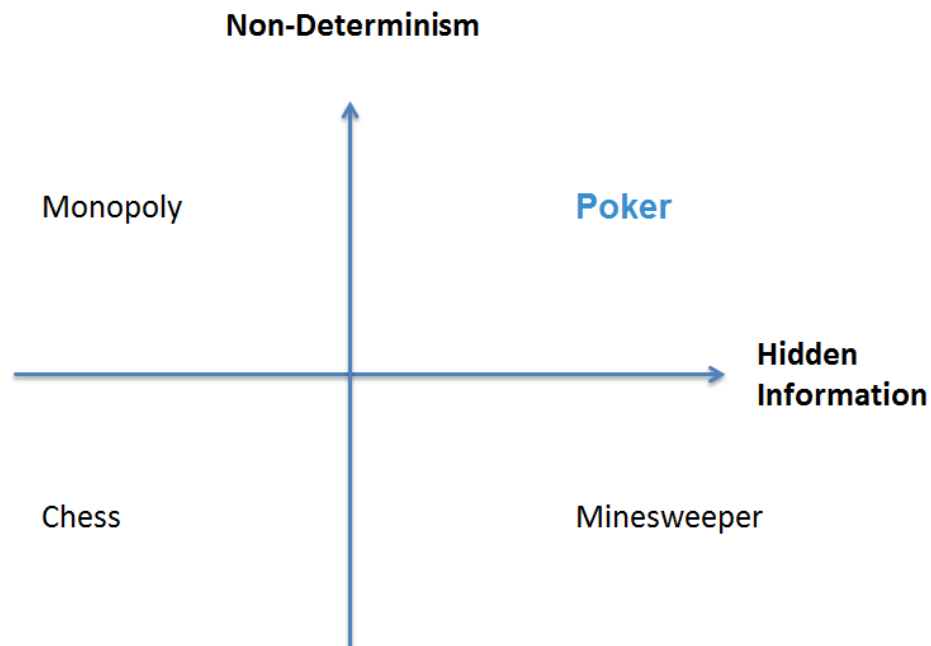 Non-Determinism
Monopoly
Poker
Hidden
Information
Chess
Minesweeper